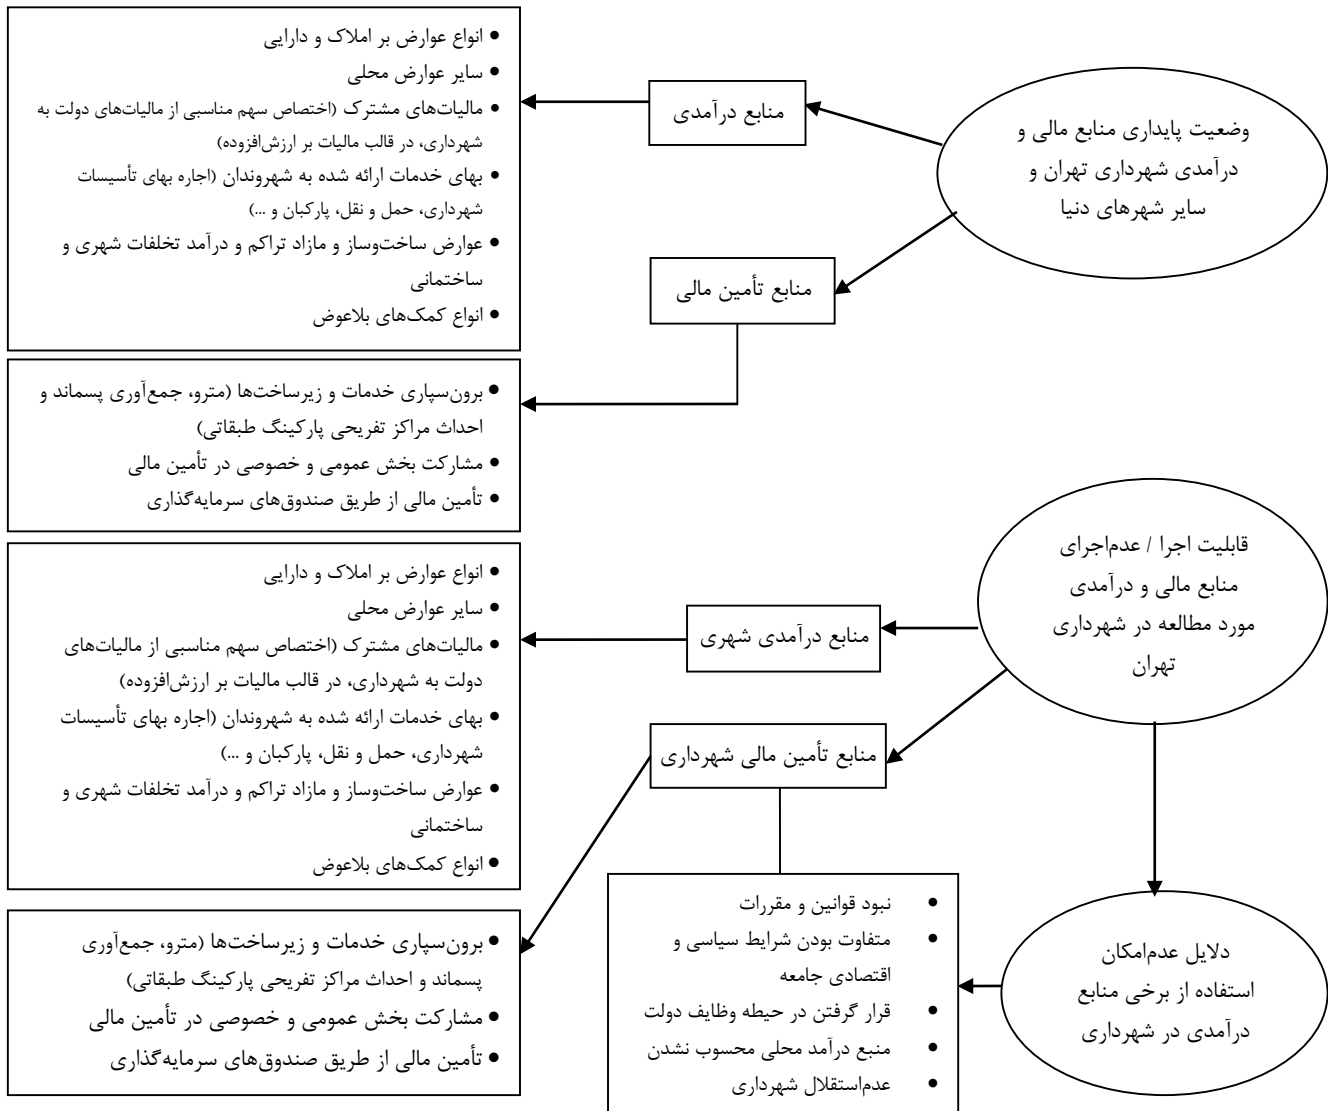 وضعیت پایداری منابع مالی و
درآمدی شهرداری تهران و
سایر شهرهای دنیا
منابع درآمدی
• انواع عوارض بر املاک و دارایی
• سایر عوارض محلی
• مالیات‌های مشترک (اختصاص سهم مناسبی از مالیات‌های دولت به
شهرداری، در قالب مالیات بر ارزش‌افزوده)
• بهای خدمات ارائه شده به شهروندان (اجاره بهای تأسیسات
شهرداری، حمل و نقل، پارکبان و ...)
• عوارض ساخت‌وساز و مازاد تراکم و درآمد تخلفات شهری و
ساختمانی
• انواع کمک‌های بلاعوض
منابع تأمین مالی
• برون‌سپاری خدمات و زیرساخت‌ها (مترو، جمع‌آوری پسماند و
احداث مراکز تفریحی پارکینگ طبقاتی)
• مشارکت بخش عمومی و خصوصی در تأمین مالی
• تأمین مالی از طریق صندوق‌های سرمایه‌گذاری
قابلیت اجرا / عدم‌اجرای
منابع مالی و درآمدی
مورد مطالعه در شهرداری
تهران
منابع درآمدی شهری
• انواع عوارض بر املاک و دارایی
• سایر عوارض محلی
• مالیات‌های مشترک (اختصاص سهم مناسبی از مالیات‌های
دولت به شهرداری، در قالب مالیات بر ارزش‌افزوده)
• بهای خدمات ارائه شده به شهروندان (اجاره بهای تأسیسات
شهرداری، حمل و نقل، پارکبان و ...)
• عوارض ساخت‌وساز و مازاد تراکم و درآمد تخلفات شهری و
ساختمانی
• انواع کمک‌های بلاعوض
منابع تأمین مالی شهرداری
• برون‌سپاری خدمات و زیرساخت‌ها (مترو، جمع‌آوری
پسماند و احداث مراکز تفریحی پارکینگ طبقاتی)
• مشارکت بخش عمومی و خصوصی در تأمین مالی
• تأمین مالی از طریق صندوق‌های سرمایه‌گذاری
دلایل عدم‌امکان
استفاده از برخی منابع
درآمدی در شهرداری
• نبود قوانین و مقررات
• متفاوت بودن شرایط سیاسی و
اقتصادی جامعه
• قرار گرفتن در حیطه وظایف دولت
• منبع درآمد محلی محسوب نشدن
• عدم‌استقلال شهرداری